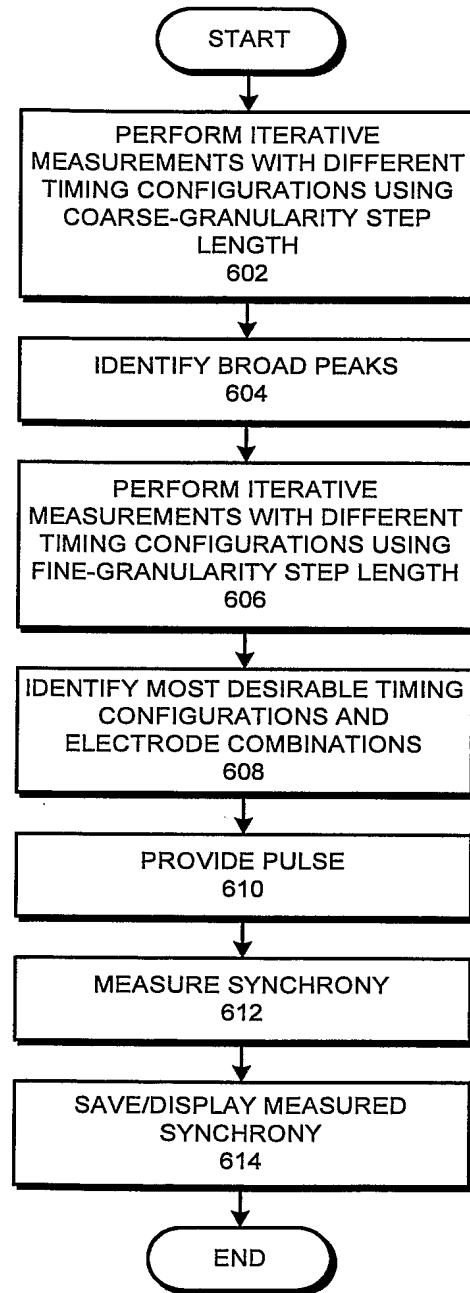 START
PERFORM ITERATIVE
MEASUREMENTS WITH DIFFERENT
TIMING CONFIGURATIONS USING
COARSE-GRANULARITY STEP
LENGTH
602
IDENTIFY BROAD PEAKS
604
PERFORM ITERATIVE
MEASUREMENTS WITH DIFFERENT
TIMING CONFIGURATIONS USING
FINE-GRANULARITY STEP LENGTH
606
IDENTIFY MOST DESIRABLE TIMING
CONFIGURATIONS AND
ELECTRODE COMBINATIONS
608
PROVIDE PULSE
610
MEASURE SYNCHRONY
612
SAVE/DISPLAY MEASURED
SYNCHRONY
614
END